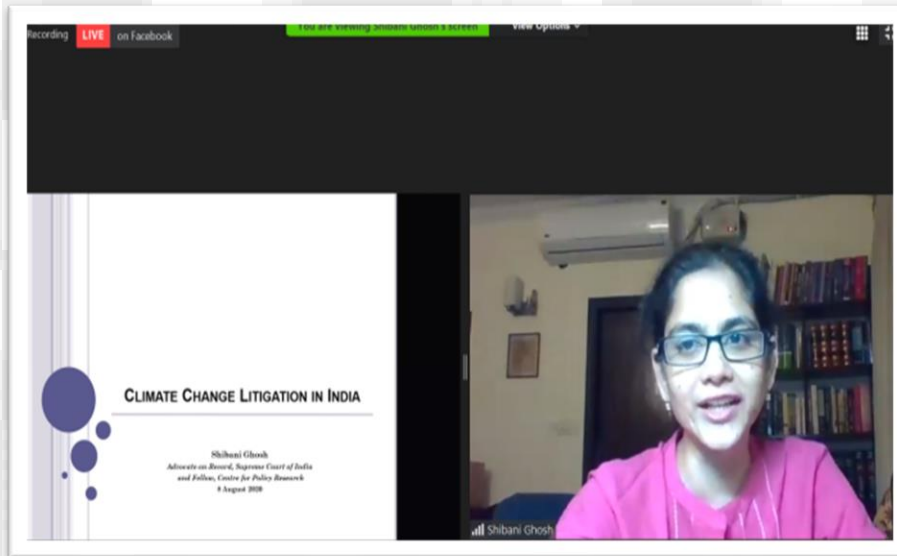 Recording LIVE on Facebook
You are viewing Shibani Ghosh's screen View Options
CLIMATE CHANGE LITIGATION IN INDIA
Shibani Ghosh
Advocate on Record, Supreme Court of India
and Fellow, Centre for Policy Research
8 August 2020
Shibani Ghosh